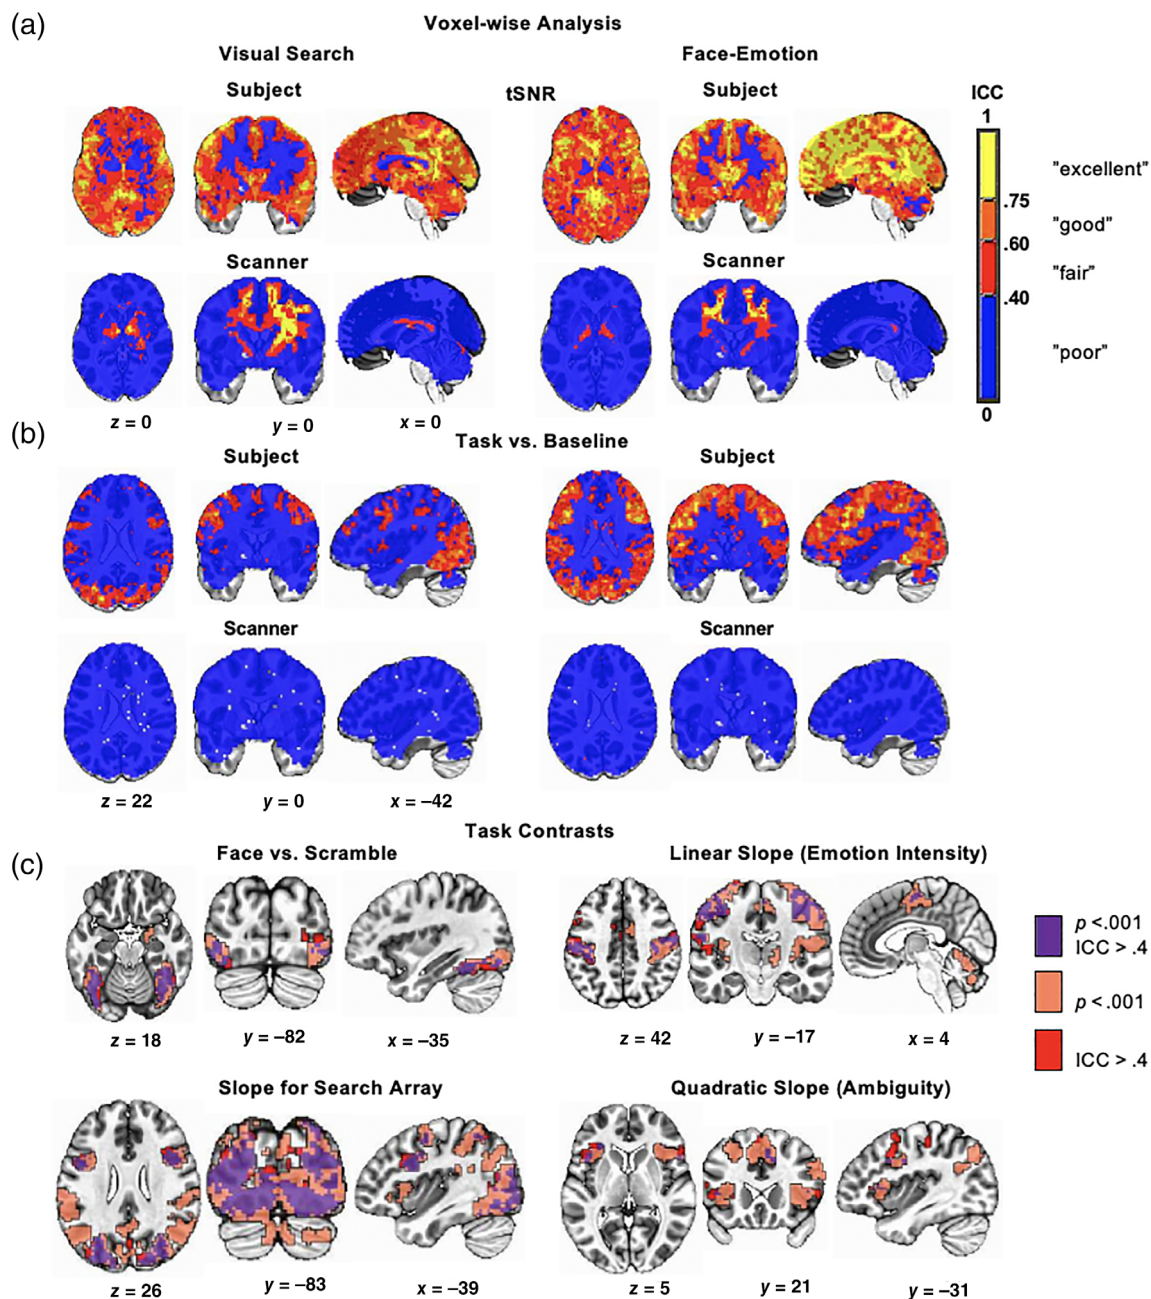 (a)
Voxel-wise Analysis
Visual Search
Face-Emotion
Subject
tSNR
Subject
ICC
1
"excellent"
.75
"good"
.60
"fair"
.40
"poor"
0
Scanner
Scanner
z = 0
y = 0
x = 0
(b)
Task vs. Baseline
Subject
Subject
Scanner
Scanner
z = 22
y = 0
x = –42
Task Contrasts
(c)
Face vs. Scramble
Linear Slope (Emotion Intensity)
p <.001
ICC > .4
p <.001
ICC > .4
z = 18
y = –82
x = –35
z = 42
y = –17
x = 4
Slope for Search Array
Quadratic Slope (Ambiguity)
z = 26
y = –83
x = –39
z = 5
y = 21
y = –31